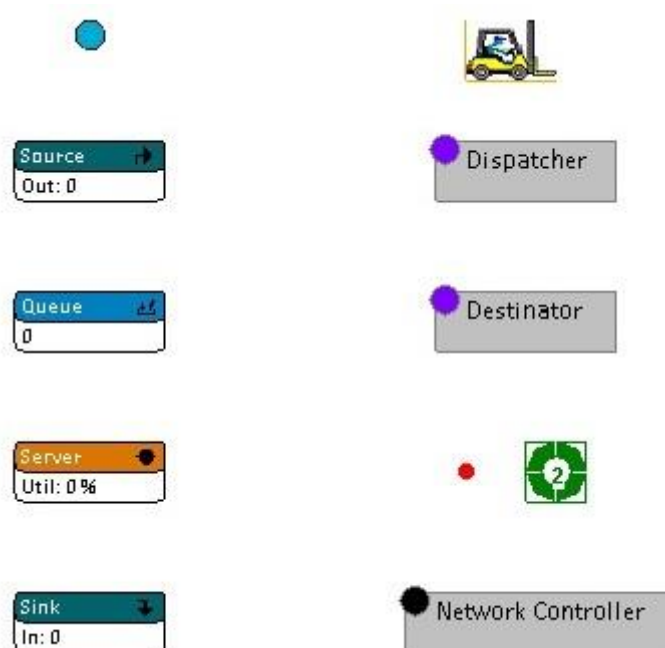 Source
Out: 0
Dispatcher
Queue
0
Destinator
Server
Util: 0%
2
Sink
In: 0
Network Controller